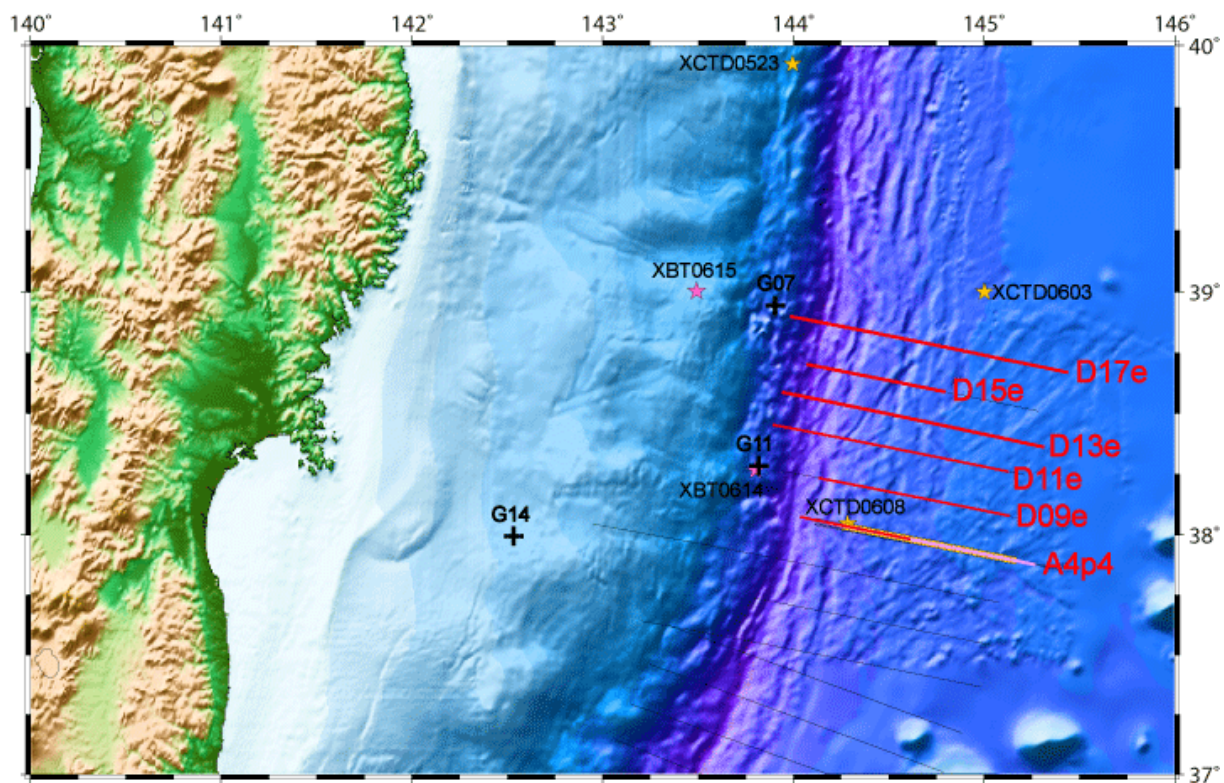 140° 141° 142° 143° 144° 145° 146°
40°
XCTD0523
XBT0615
G07
39°
XCTD0603
D17e
D15e
D13e
G11
D11e
XBT0614
XCTD0608
D09e
G14
38°
A4p4
37°